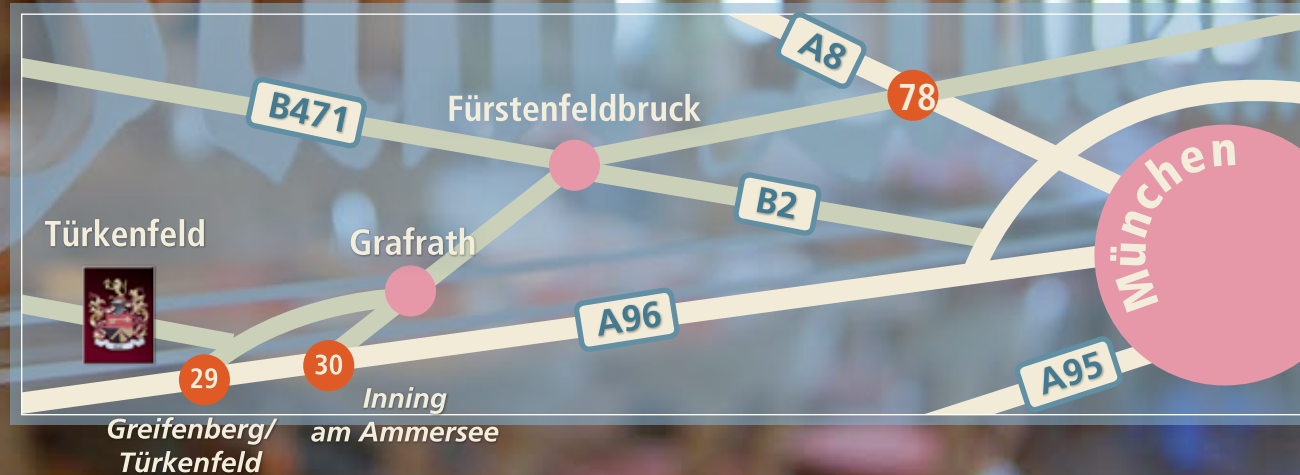 A8
78
B471
Fürstenfeldbruck
München
B2
Türkenfeld
Grafrath
A96
30
29
A95
Inning
am Ammersee
Greifenberg/
Türkenfeld